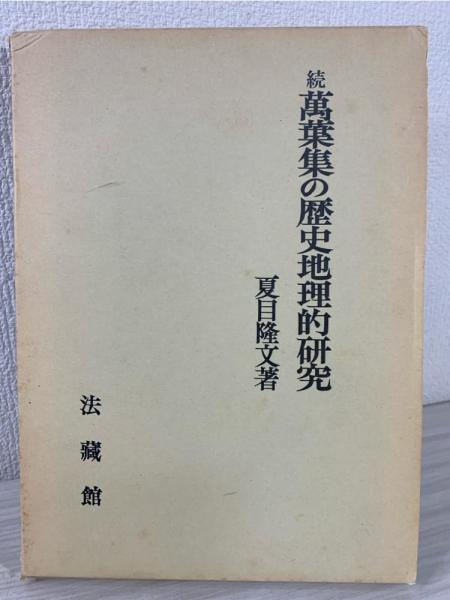 続 萬葉集の歴史地理的研究
夏目隆文著
法藏館